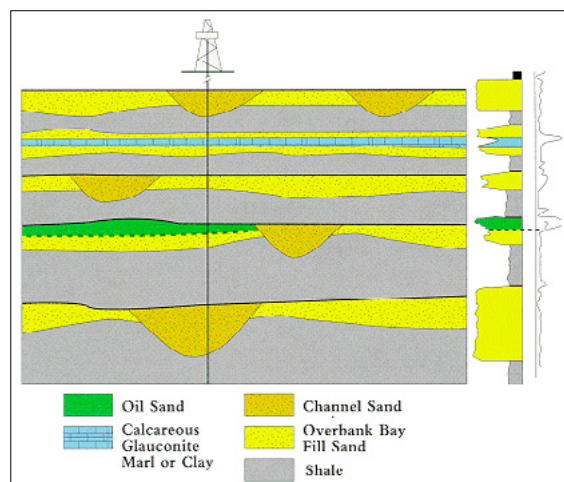 Oil Sand
Calcareous
Glauconite
Marl or Clay
Channel Sand
Overbank Bay
Fill Sand
Shale